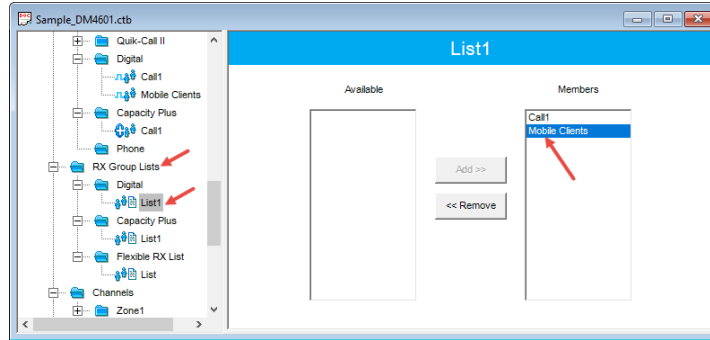 Sample_DM4601.ctb
Quik-Call II
Digital
Call1
Mobile Clients
Capacity Plus
Call1
Phone
RX Group Lists
Digital
List1
Capacity Plus
List1
Flexible RX List
List
Channels
Zone1
List1
Available
Members
Call1
Mobile Clients
Add >>
<< Remove